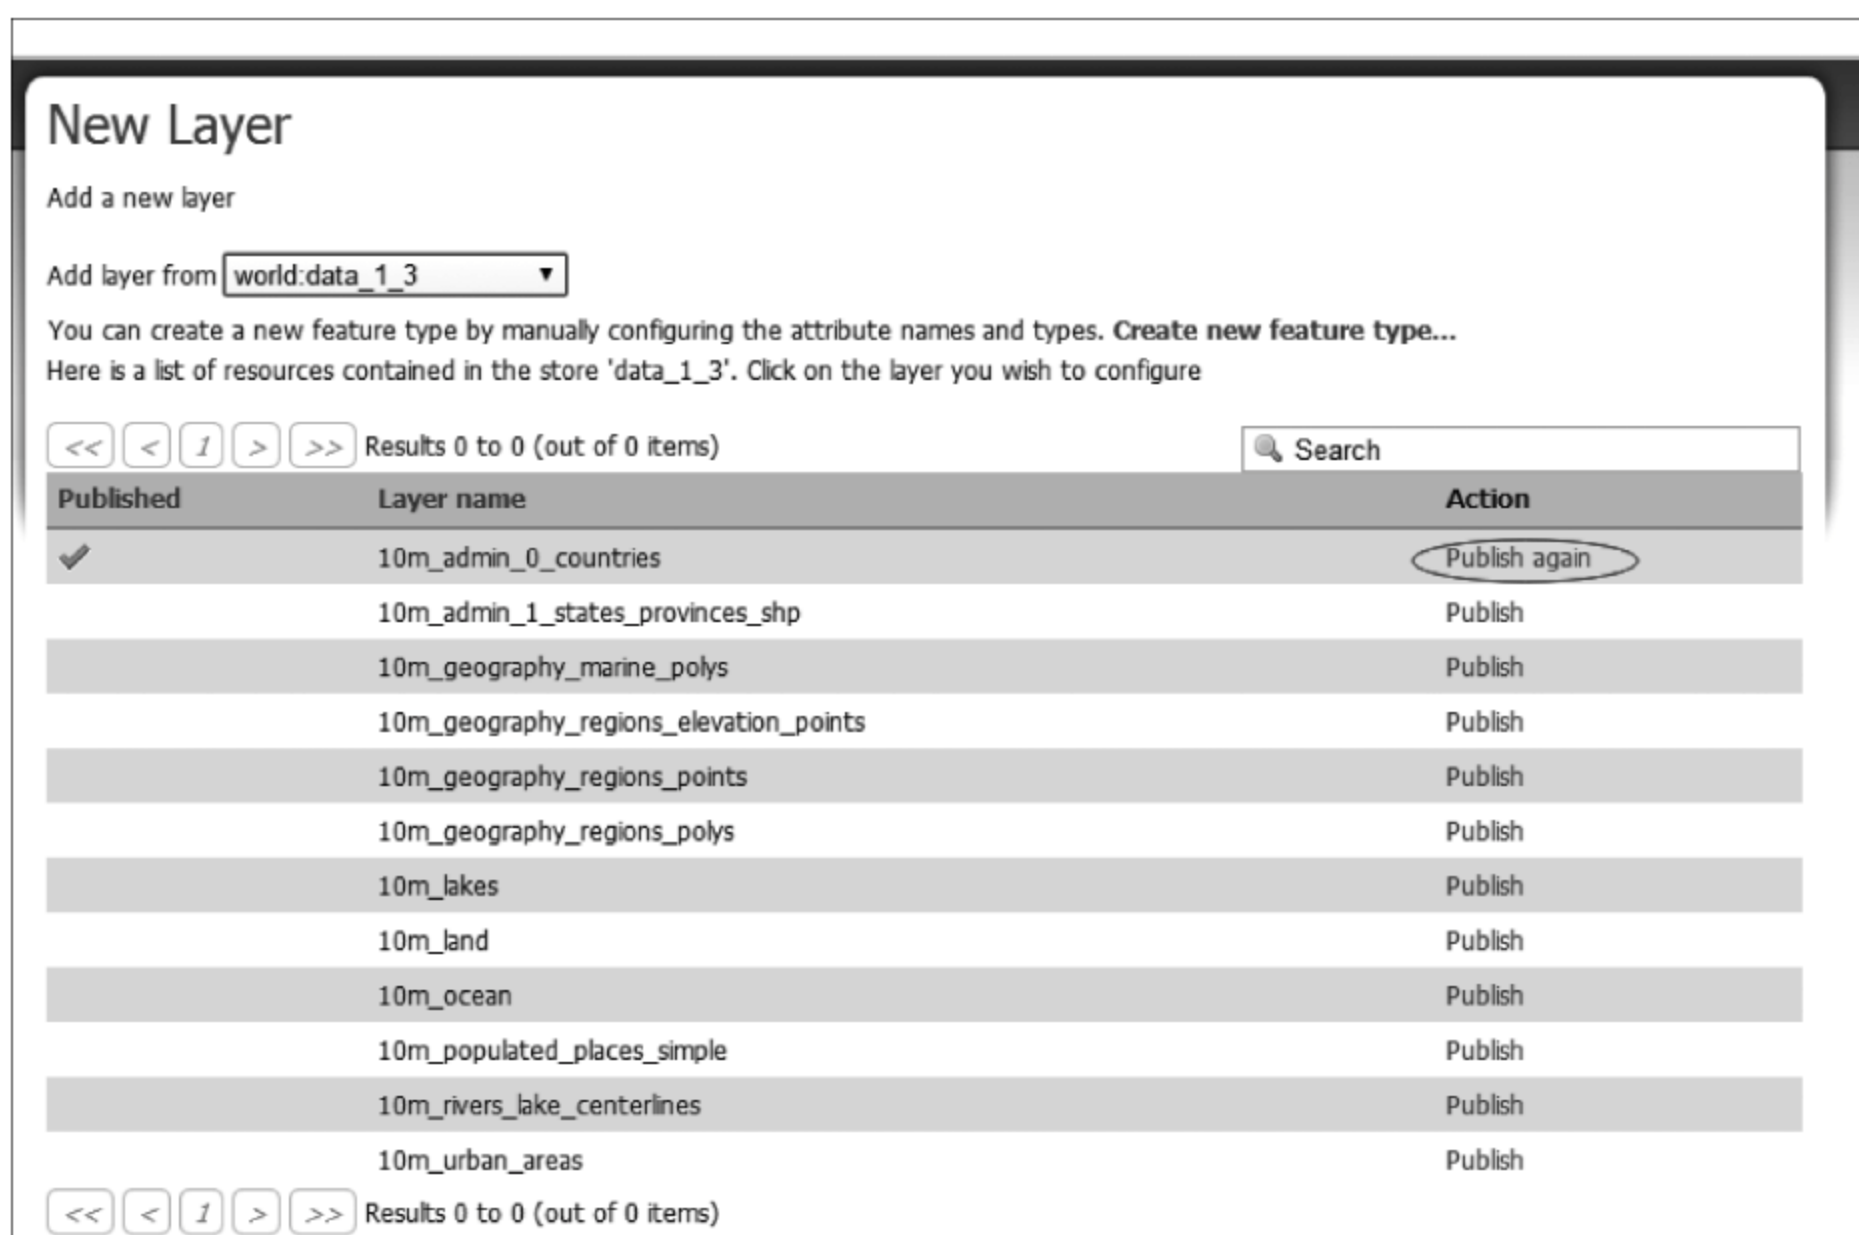 New Layer
Add a new layer
Add layer from world:data_1_3
You can create a new feature type by manually configuring the attribute names and types. Create new feature type...
Here is a list of resources contained in the store 'data_1_3'. Click on the layer you wish to configure
<< < 1 > >> Results 0 to 0 (out of 0 items) Search
Published Layer name Action
10m_admin_0_countries Publish again
10m_admin_1_states_provinces_shp Publish
10m_geography_marine_polys Publish
10m_geography_regions_elevation_points Publish
10m_geography_regions_points Publish
10m_geography_regions_polys Publish
10m_lakes Publish
10m_land Publish
10m_ocean Publish
10m_populated_places_simple Publish
10m_rivers_lake_centerlines Publish
10m_urban_areas Publish
<< < 1 > >> Results 0 to 0 (out of 0 items)